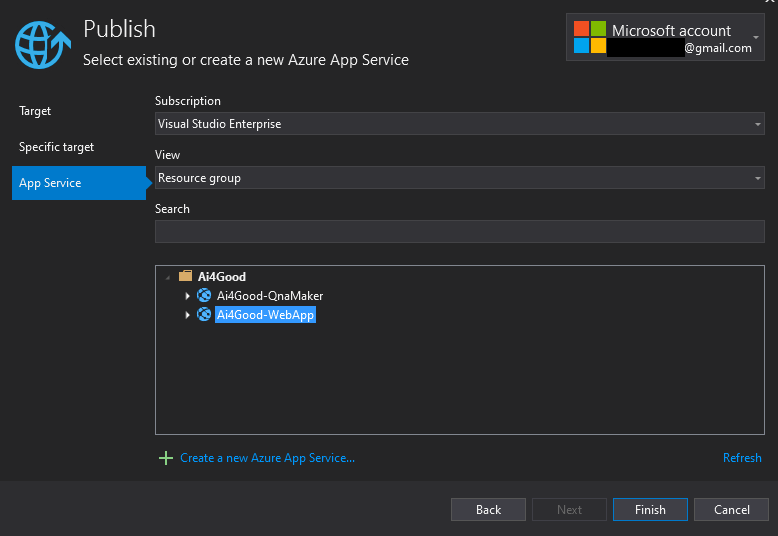 Publish
Select existing or create a new Azure App Service
Microsoft account
@gmail.com
Target
Specific target
App Service
Subscription
Visual Studio Enterprise
View
Resource group
Search
Ai4Good
Ai4Good-QnaMaker
Ai4Good-WebApp
Create a new Azure App Service...
Refresh
Back
Next
Finish
Cancel